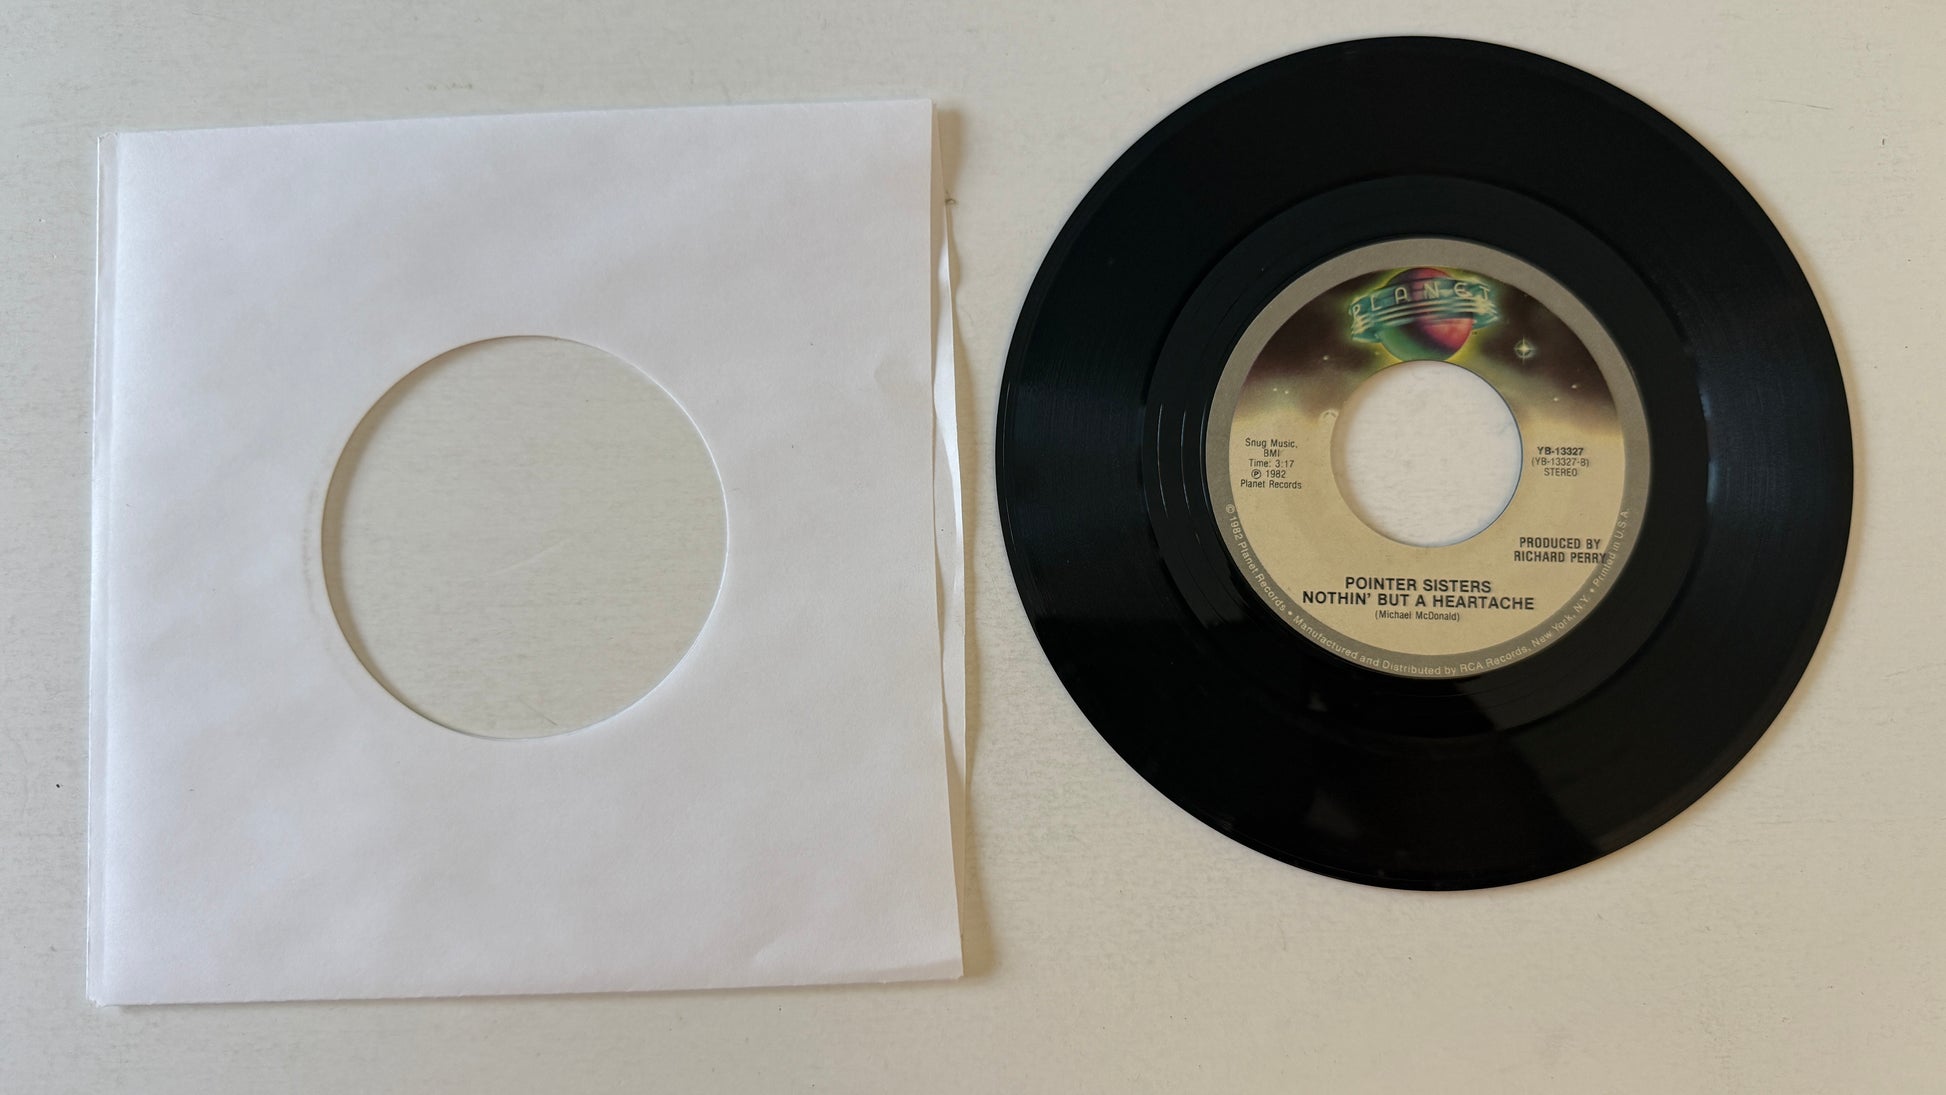 PLANET
Snug Music,
BMI
Time: 3:17
℗ 1982
Planet Records
YB-13327
(YB-13327-B)
STEREO
PRODUCED BY
RICHARD PERRY
POINTER SISTERS
NOTHIN' BUT A HEARTACHE
(Michael McDonald)
© 1982 Planet Records • Manufactured and Distributed by RCA Records, New York, N.Y. • Printed in U.S.A.